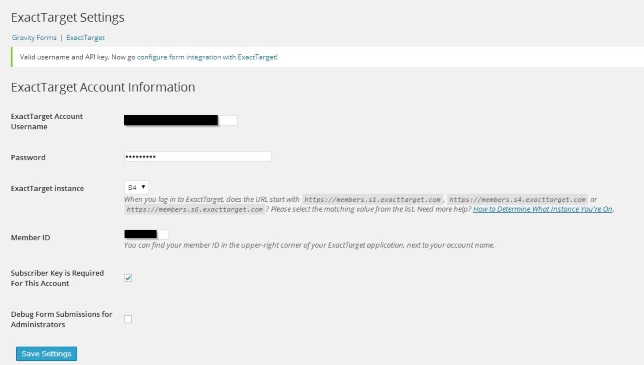 ExactTarget Settings
Gravity Forms | ExactTarget
Valid username and API key. Now go configure form integration with ExactTarget!
ExactTarget Account Information
ExactTarget Account
Username
Password •••••••••
ExactTarget instance S4
When you log in to ExactTarget, does the URL start with https://members.s1.exacttarget.com , https://members.s4.exacttarget.com or
https://members.s6.exacttarget.com ? Please select the matching value from the list. Need more help? How to Determine What Instance You're On.
Member ID
You can find your member ID in the upper-right corner of your ExactTarget application, next to your account name.
Subscriber Key is Required
For This Account
Debug Form Submissions for
Administrators
Save Settings